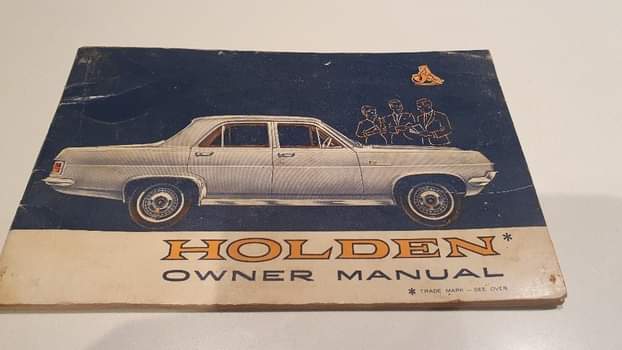 HOLDEN*
OWNER MANUAL
* TRADE MARK — SEE OVER